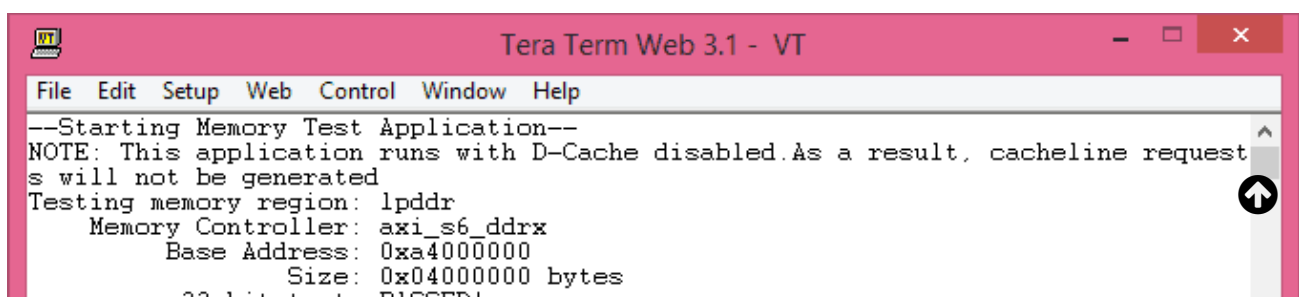 Tera Term Web 3.1 - VT
File Edit Setup Web Control Window Help
--Starting Memory Test Application--
NOTE: This application runs with D-Cache disabled.As a result, cacheline request
s will not be generated
Testing memory region: lpddr
Memory Controller: axi_s6_ddrx
Base Address: 0xa4000000
Size: 0x04000000 bytes